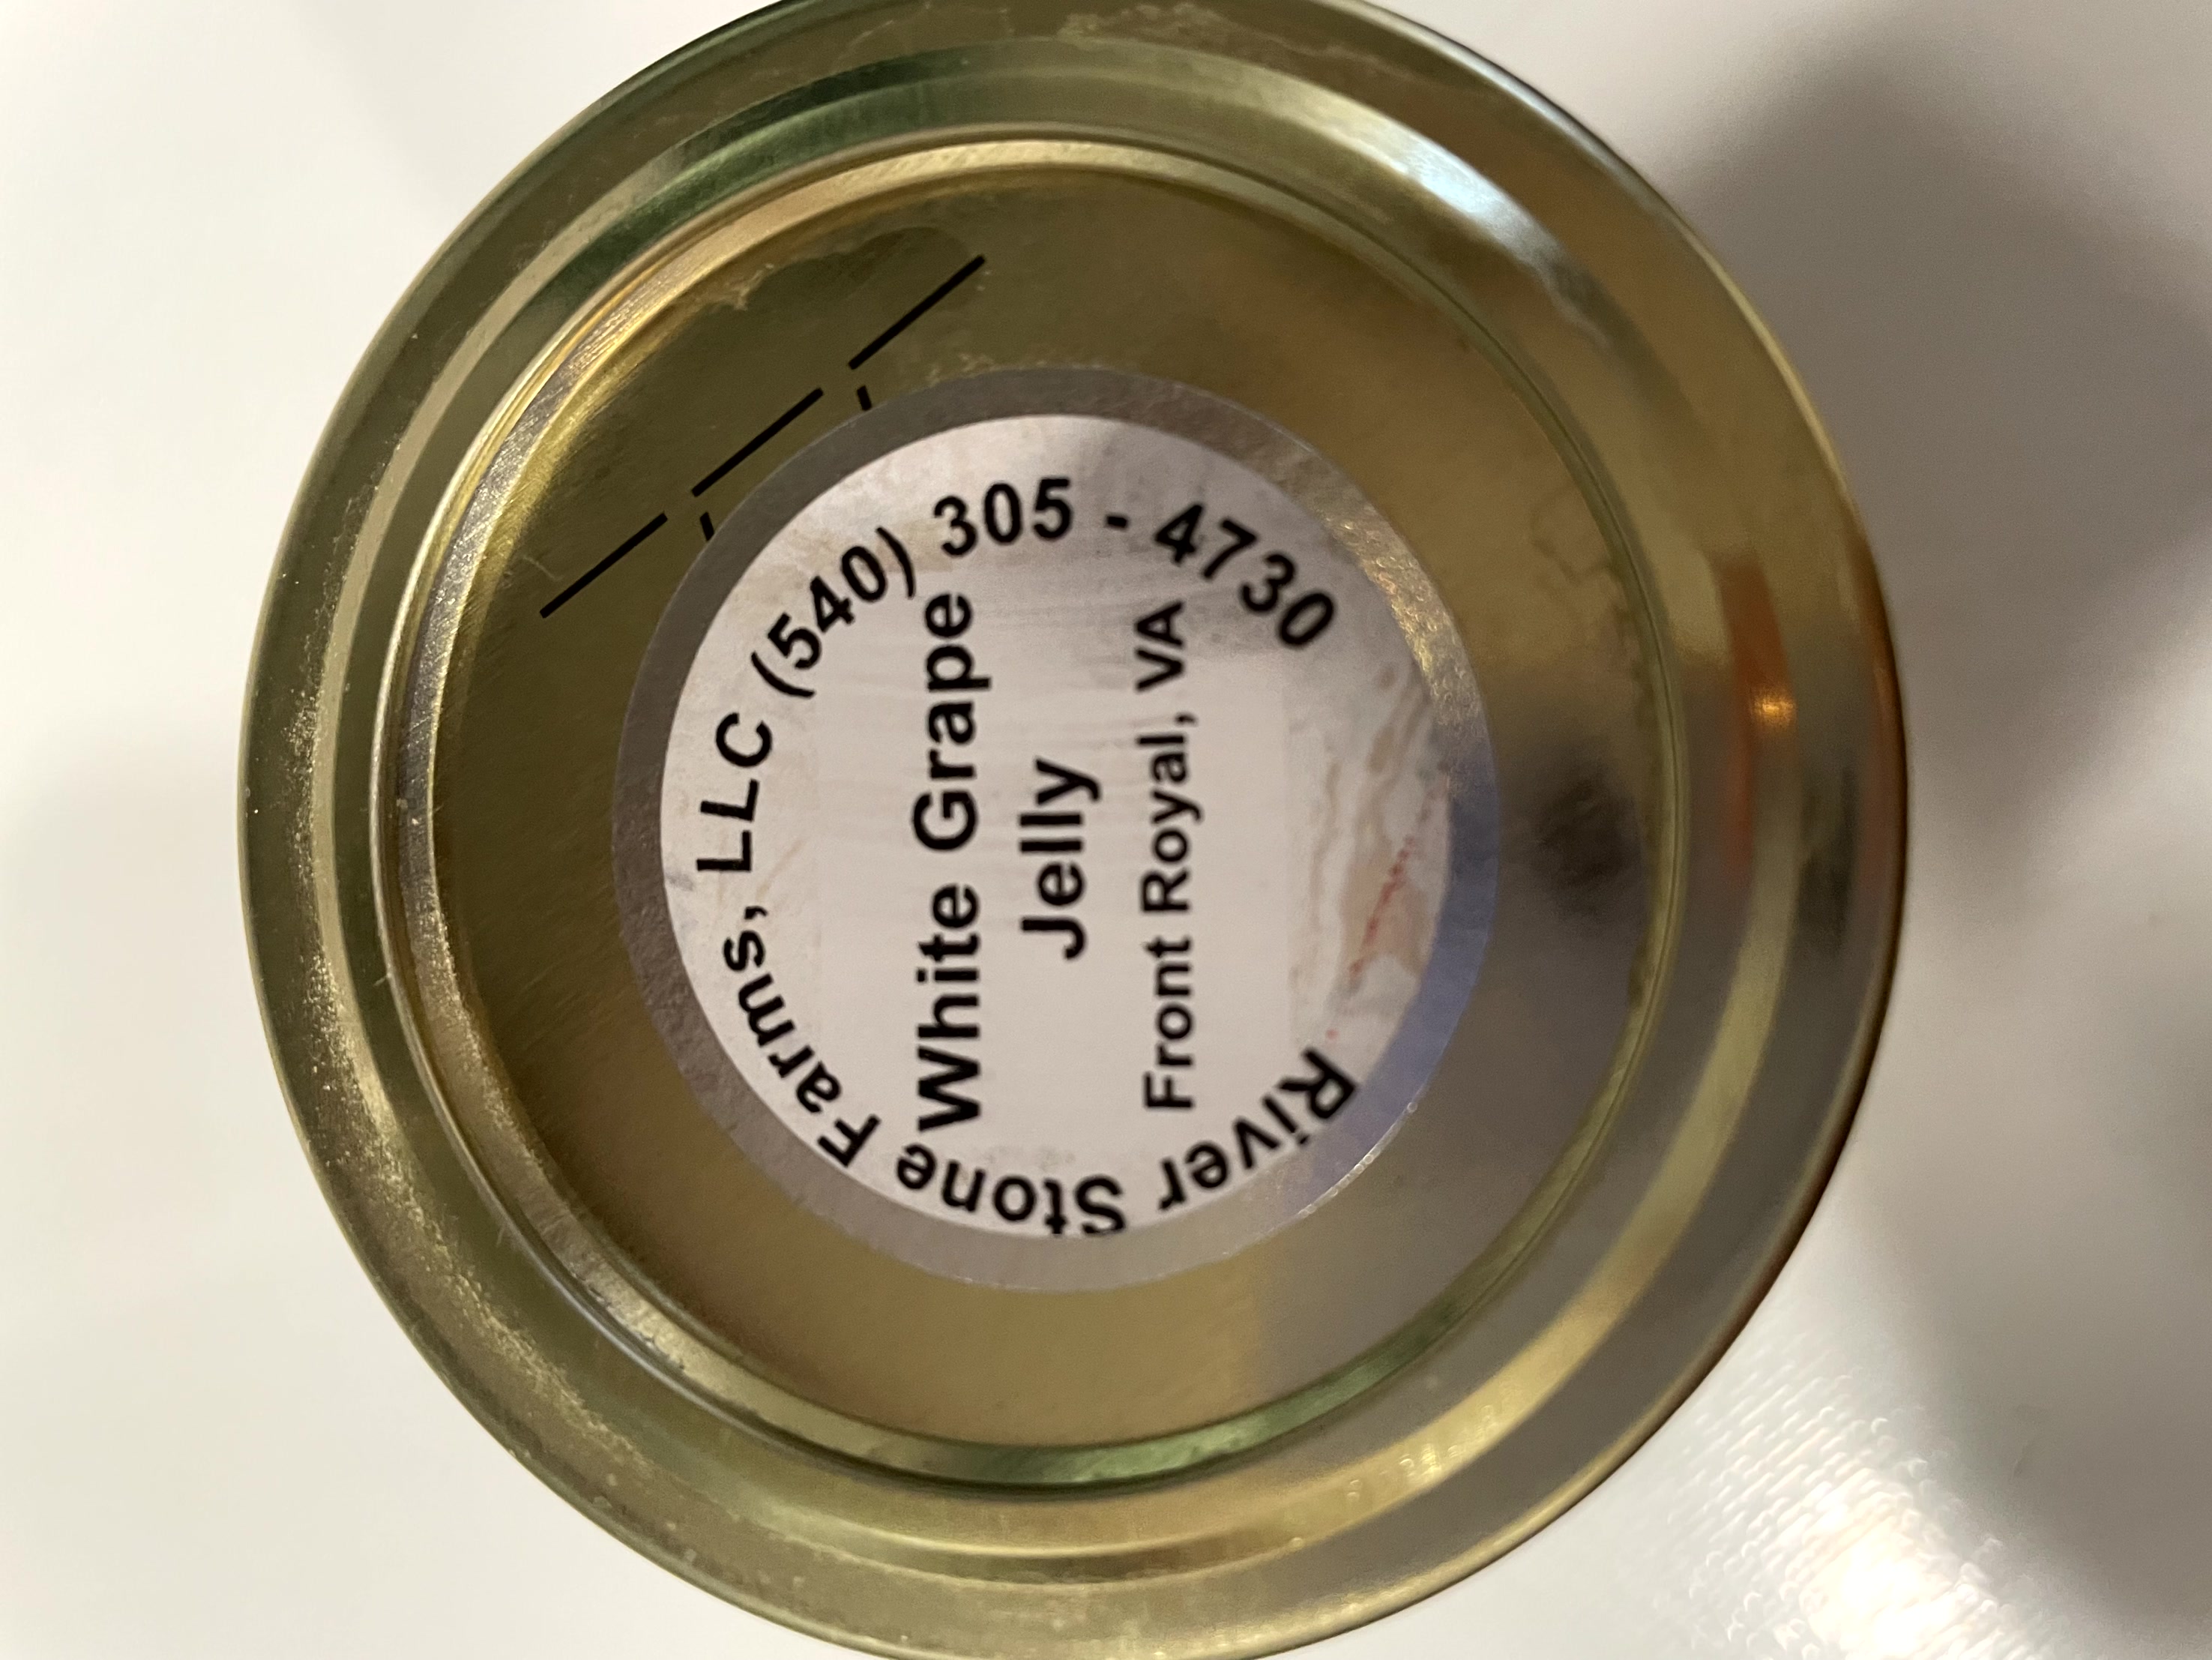 River Stone Farms, LLC (540) 305 - 4730
White Grape
Jelly
Front Royal, VA